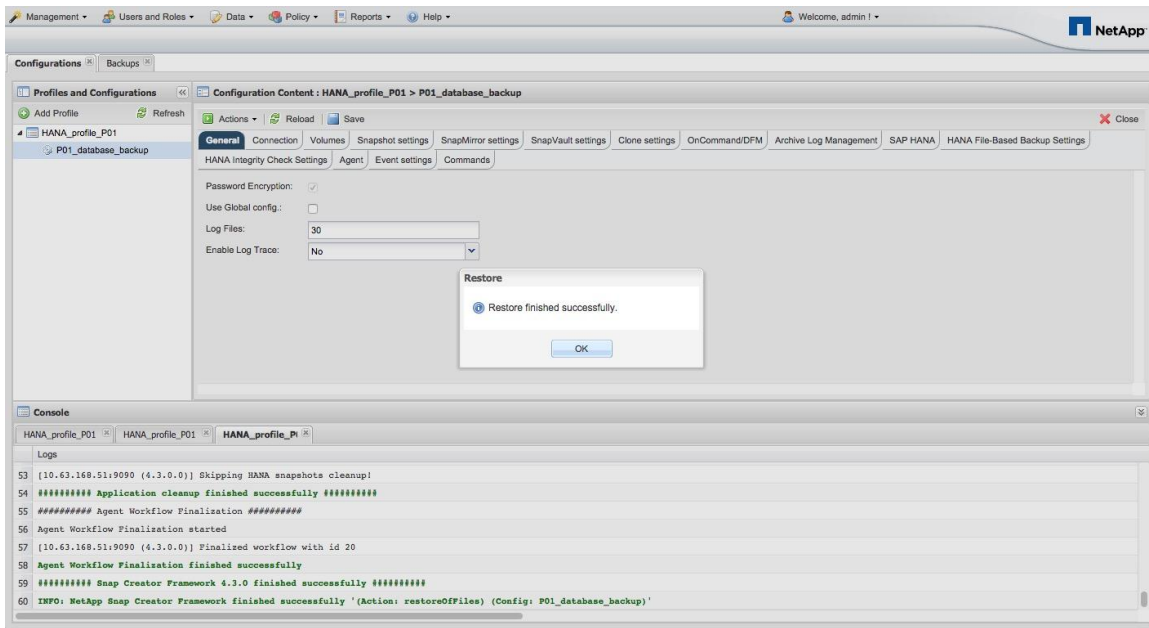 Management Users and Roles Data Policy Reports Help Welcome, admin !
NetApp
Configurations Backups
Profiles and Configurations Configuration Content : HANA_profile_P01 > P01_database_backup
Add Profile Refresh Actions Reload Save Close
HANA_profile_P01
P01_database_backup
General Connection Volumes Snapshot settings SnapMirror settings SnapVault settings Clone settings OnCommand/DFM Archive Log Management SAP HANA HANA File-Based Backup Settings
HANA Integrity Check Settings Agent Event settings Commands
Password Encryption:
Use Global config.:
Log Files: 30
Enable Log Trace: No
Restore
Restore finished successfully.
OK
Console
HANA_profile_P01 HANA_profile_P01 HANA_profile_P
Logs
53 [10.63.168.51:9090 (4.3.0.0)] Skipping HANA snapshots cleanup!
54 ########## Application cleanup finished successfully ##########
55 ########## Agent Workflow Finalization ##########
56 Agent Workflow Finalization started
57 [10.63.168.51:9090 (4.3.0.0)] Finalized workflow with id 20
58 Agent Workflow Finalization finished successfully
59 ########## Snap Creator Framework 4.3.0 finished successfully ##########
60 INFO: NetApp Snap Creator Framework finished successfully '(Action: restoreOfFiles) (Config: P01_database_backup)'